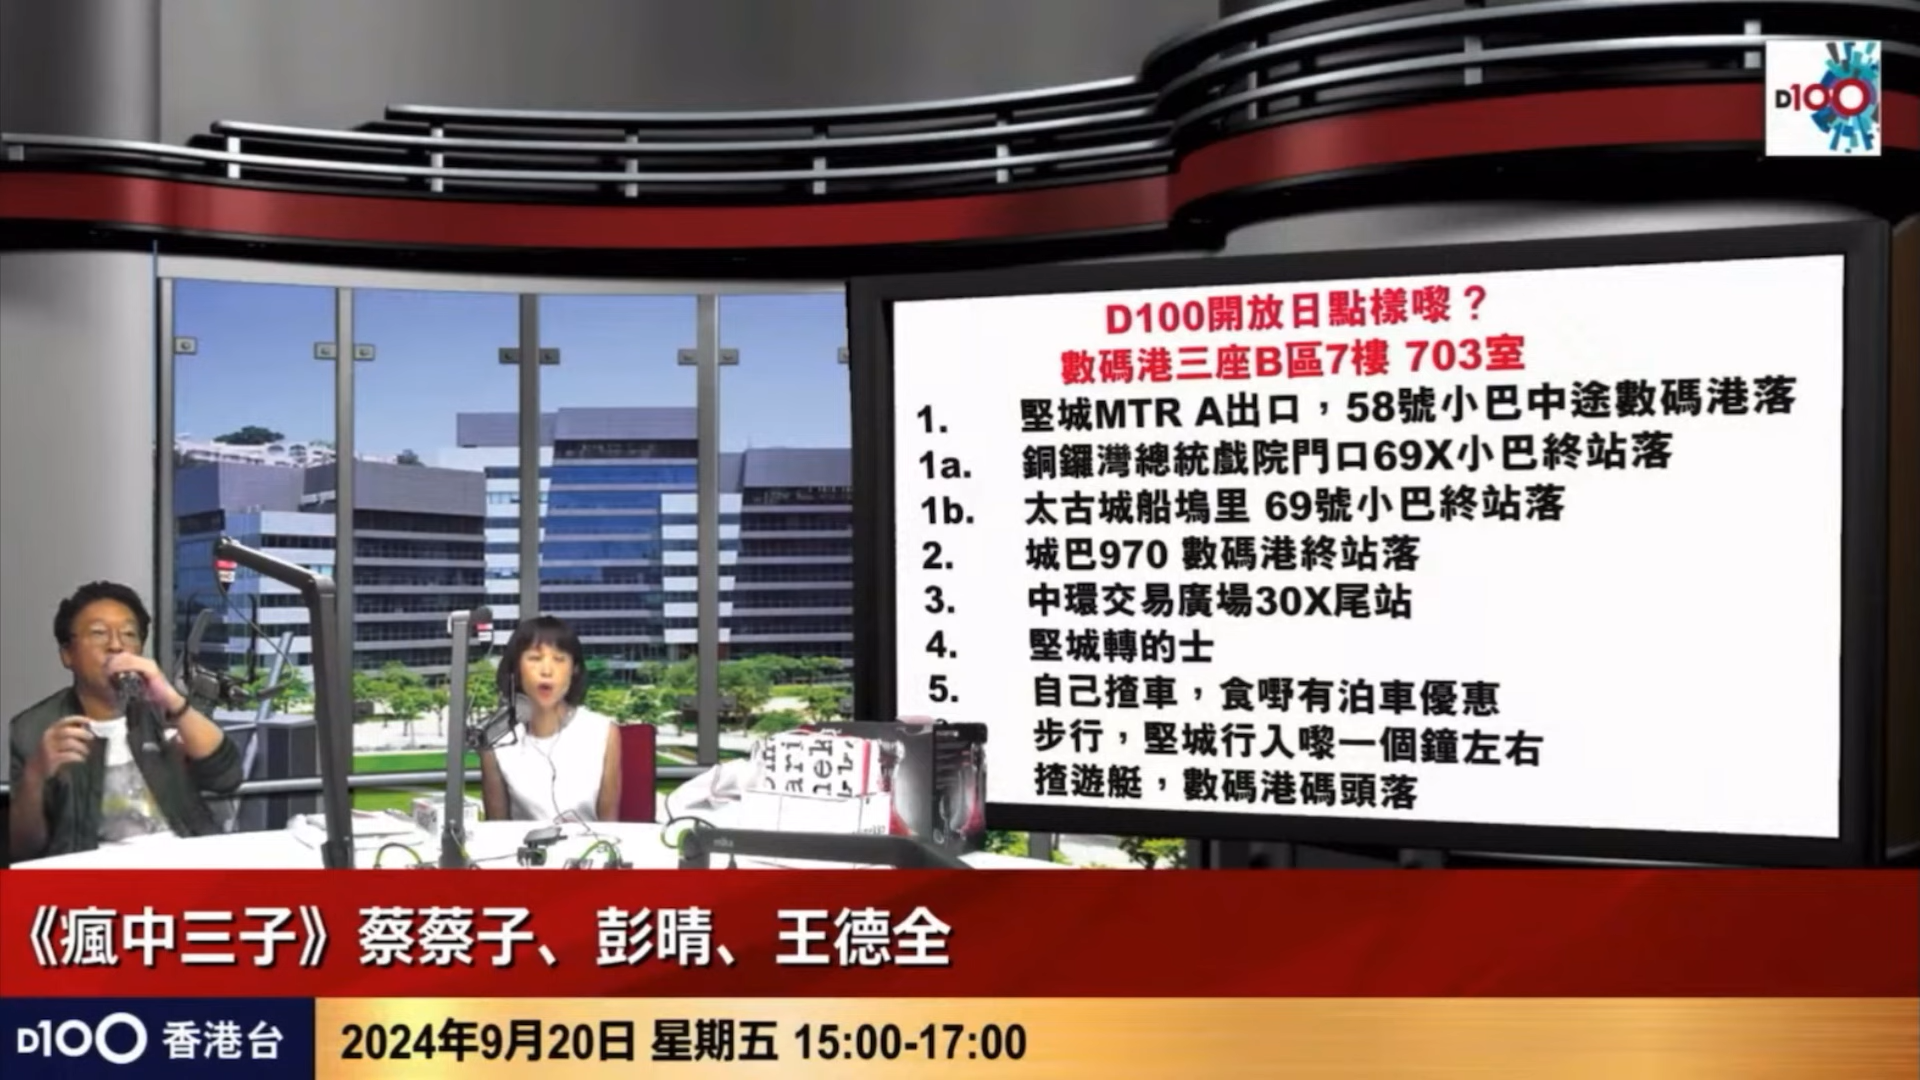 D100
D100開放日點樣嚟？
數碼港三座B區7樓 703室
1. 堅城MTR A出口，58號小巴中途數碼港落
1a. 銅鑼灣總統戲院門口69X小巴終站落
1b. 太古城船塢里 69號小巴終站落
2. 城巴970 數碼港終站落
3. 中環交易廣場30X尾站
4. 堅城轉的士
5. 自己揸車，食嘢有泊車優惠
步行，堅城行入嚟一個鐘左右
揸遊艇，數碼港碼頭落
《瘋中三子》蔡蔡子、彭晴、王德全
D100 香港台
2024年9月20日 星期五 15:00-17:00